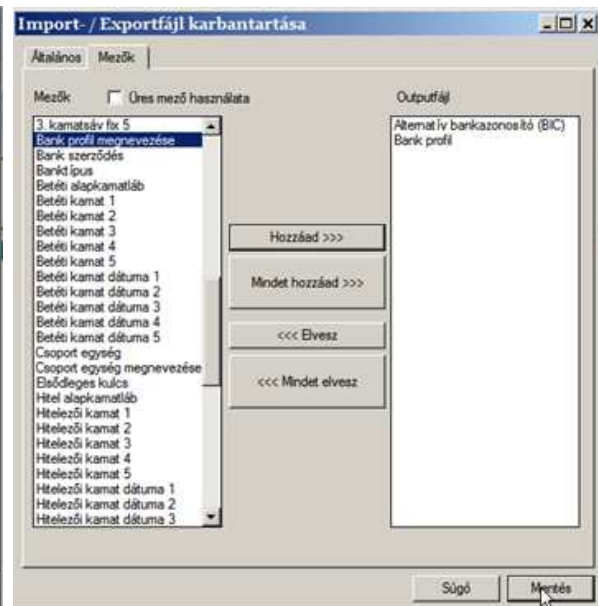 Import- / Exportfájl karbantartása
Általános Mezők
Mezők Üres mező használata Outputfájl
3. kamatsáv fix 5
Bank profil megnevezése
Bank szerződés
Bankt ípus
Betéti alapkamatláb
Betéti kamat 1
Betéti kamat 2
Betéti kamat 3
Betéti kamat 4
Betéti kamat 5
Betéti kamat dátuma 1
Betéti kamat dátuma 2
Betéti kamat dátuma 3
Betéti kamat dátuma 4
Betéti kamat dátuma 5
Csoport egység
Csoport egység megnevezése
Elsődleges kulcs
Hitel alapkamatláb
Hitelezői kamat 1
Hitelezői kamat 2
Hitelezői kamat 3
Hitelezői kamat 4
Hitelezői kamat 5
Hitelezői kamat dátuma 1
Hitelezői kamat dátuma 2
Hitelezői kamat dátuma 3
Hozzáad >>>
Mindet hozzáad >>>
<<< Elvesz
<<< Mindet elvesz
Alternatív bankazonosító (BIC)
Bank profil
Súgó Mentés